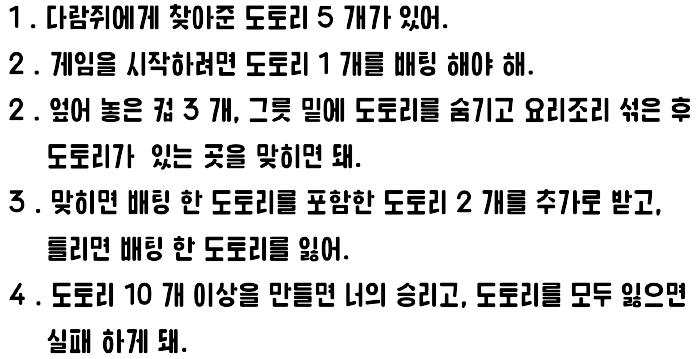 1. 다람쥐에게 찾아준 도토리 5 개가 있어.
2. 게임을 시작하려면 도토리 1 개를 배팅 해야 해.
2. 엎어 놓은 컵 3 개, 그릇 밑에 도토리를 숨기고 요리조리 섞은 후
도토리가 있는 곳을 맞히면 돼.
3. 맞히면 배팅 한 도토리를 포함한 도토리 2 개를 추가로 받고,
틀리면 배팅 한 도토리를 잃어.
4. 도토리 10 개 이상을 만들면 너의 승리고, 도토리를 모두 잃으면
실패 하게 돼.